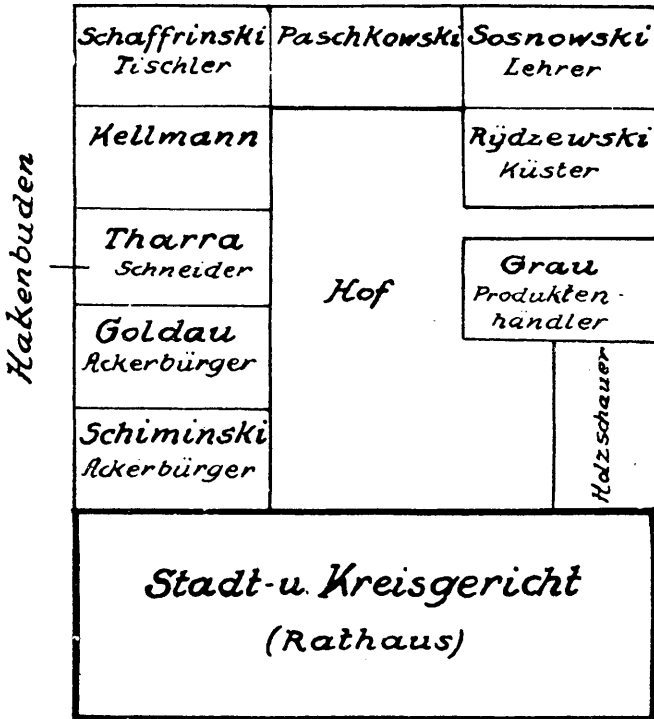 Schaffrinski
Tischler
Paschkowski
Sosnowski
Lehrer
Kellmann
Rÿdzewski
Küster
Hakenbuden
Tharra
Schneider
Hof
Grau
Produkten-
händler
Goldau
Ackerbürger
Holzschauer
Schiminski
Ackerbürger
Stadt-u. Kreisgericht
(Rathaus)